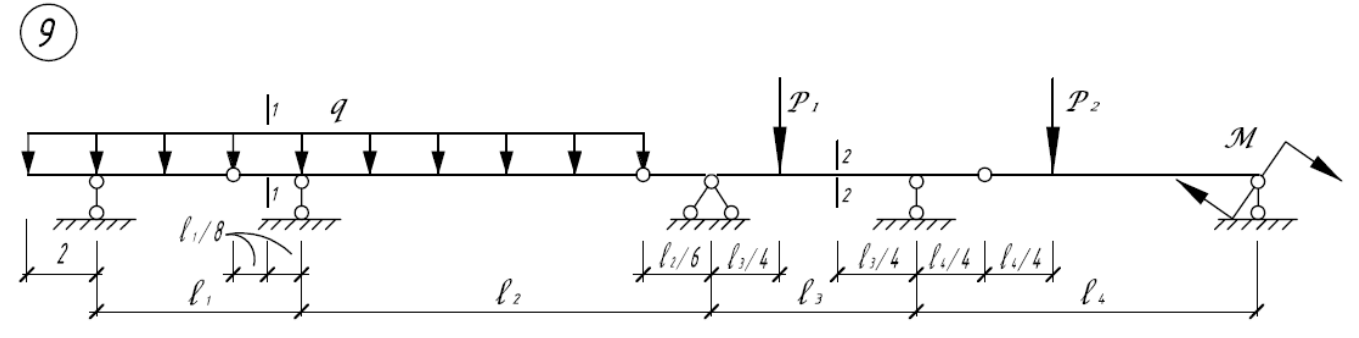 9
1 q P₁ P₂ M
2
1 2
l₁/8 2 l₂/6 l₃/4 l₃/4 l₄/4 l₄/4
l₁ l₂ l₃ l₄